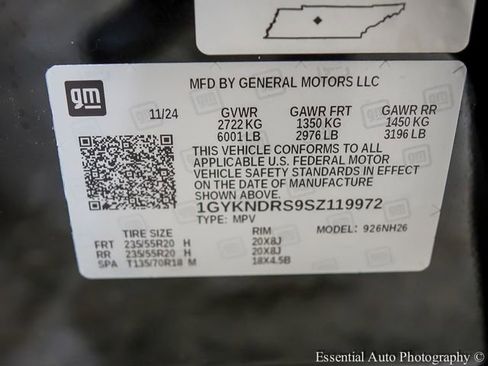 gm
MFD BY GENERAL MOTORS LLC
11/24 GVWR GAWR FRT GAWR RR
2722 KG 1350 KG 1450 KG
6001 LB 2976 LB 3196 LB
THIS VEHICLE CONFORMS TO ALL
APPLICABLE U.S. FEDERAL MOTOR
VEHICLE SAFETY STANDARDS IN EFFECT
ON THE DATE OF MANUFACTURE
SHOWN ABOVE.
1GYKNDRS9SZ119972
TYPE: MPV MODEL: 926NH26
TIRE SIZE RIM
FRT 235/55R20 H 20X8J
RR 235/55R20 H 20X8J
SPA T135/70R18 M 18X4.5B
Essential Auto Photography ©